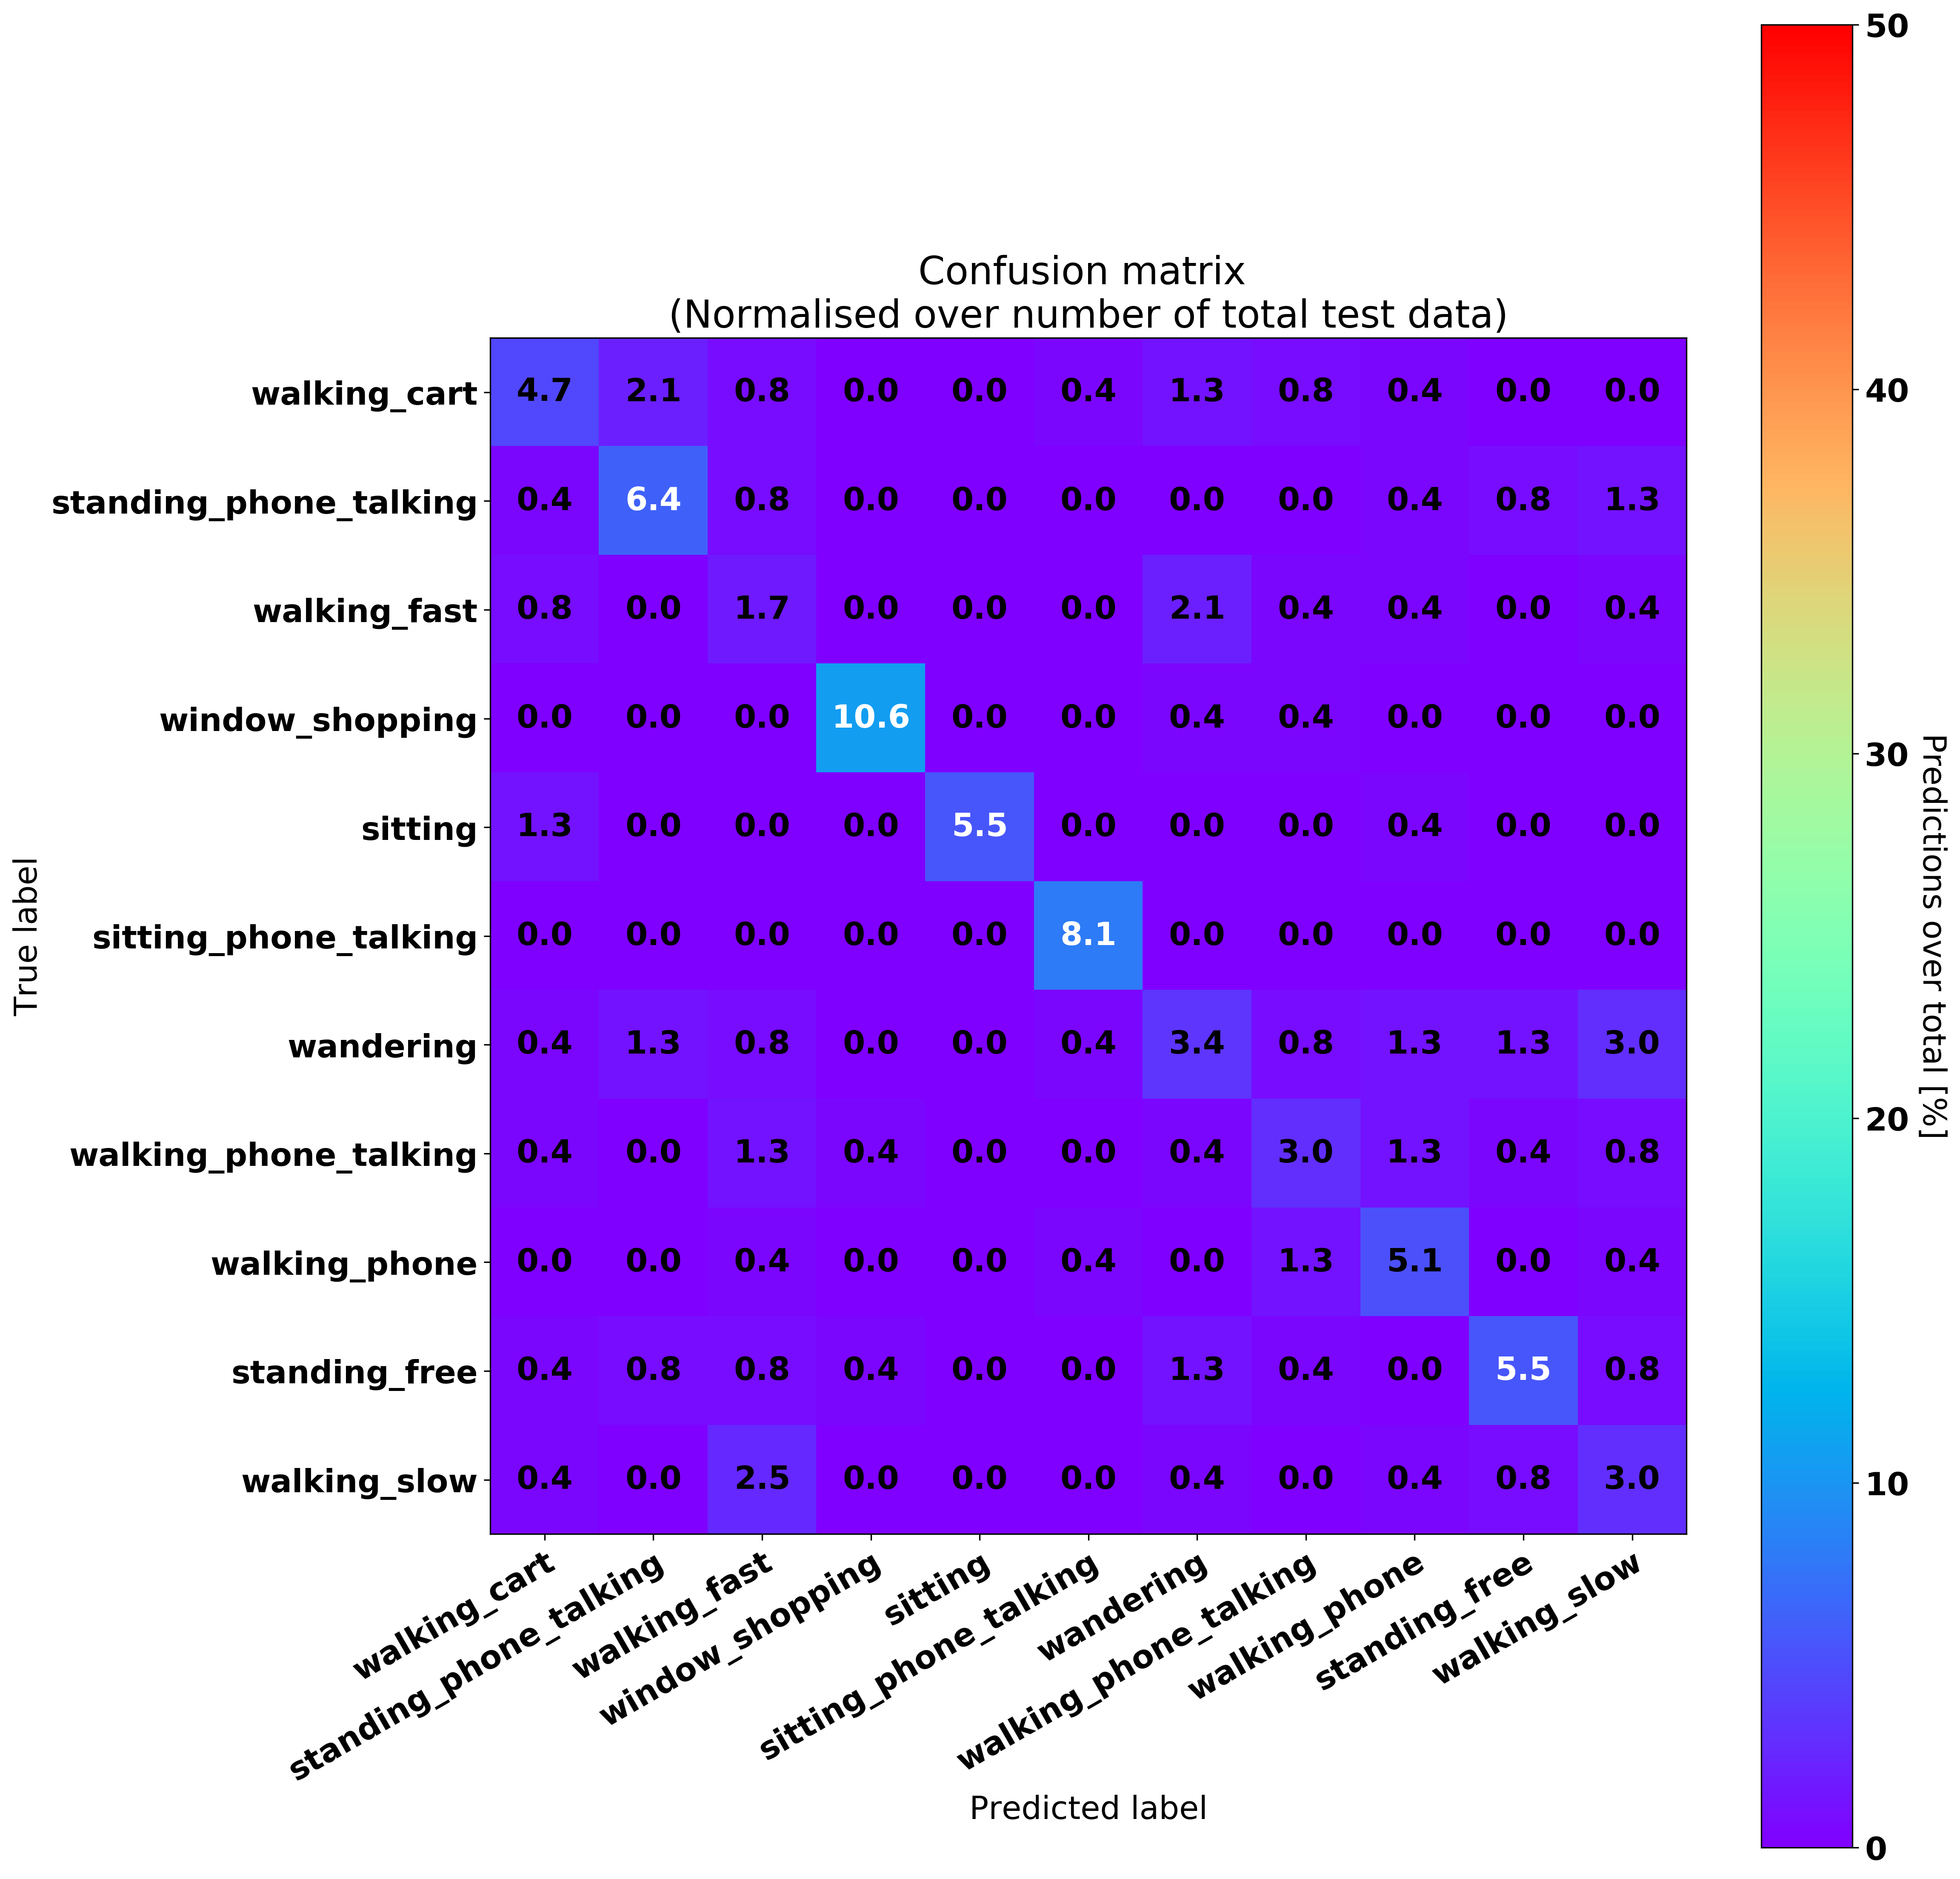 Confusion matrix
(Normalised over number of total test data)
walking_cart 4.7 2.1 0.8 0.0 0.0 0.4 1.3 0.8 0.4 0.0 0.0
standing_phone_talking 0.4 6.4 0.8 0.0 0.0 0.0 0.0 0.0 0.4 0.8 1.3
walking_fast 0.8 0.0 1.7 0.0 0.0 0.0 2.1 0.4 0.4 0.0 0.4
window_shopping 0.0 0.0 0.0 10.6 0.0 0.0 0.4 0.4 0.0 0.0 0.0
sitting 1.3 0.0 0.0 0.0 5.5 0.0 0.0 0.0 0.4 0.0 0.0
sitting_phone_talking 0.0 0.0 0.0 0.0 0.0 8.1 0.0 0.0 0.0 0.0 0.0
wandering 0.4 1.3 0.8 0.0 0.0 0.4 3.4 0.8 1.3 1.3 3.0
walking_phone_talking 0.4 0.0 1.3 0.4 0.0 0.0 0.4 3.0 1.3 0.4 0.8
walking_phone 0.0 0.0 0.4 0.0 0.0 0.4 0.0 1.3 5.1 0.0 0.4
standing_free 0.4 0.8 0.8 0.4 0.0 0.0 1.3 0.4 0.0 5.5 0.8
walking_slow 0.4 0.0 2.5 0.0 0.0 0.0 0.4 0.0 0.4 0.8 3.0
True label
walking_cart
standing_phone_talking
walking_fast
window_shopping
sitting
sitting_phone_talking
wandering
walking_phone_talking
walking_phone
standing_free
walking_slow
Predicted label
50
40
30
20
10
0
Predictions over total [%]